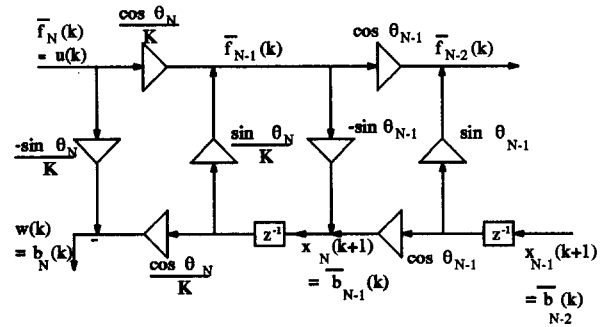 cos θN
K
cos θN-1
f̅N(k)
= u(k)
f̅N-1(k)
f̅N-2(k)
-sin θN
K
sin θN
K
-sin θN-1
sin θN-1
w(k)
= bN(k)
-
z-1
xN(k+1)
= b̅N-1(k)
z-1
xN-1(k+1)
= b̅N-2(k)
cos θN
K
cos θN-1